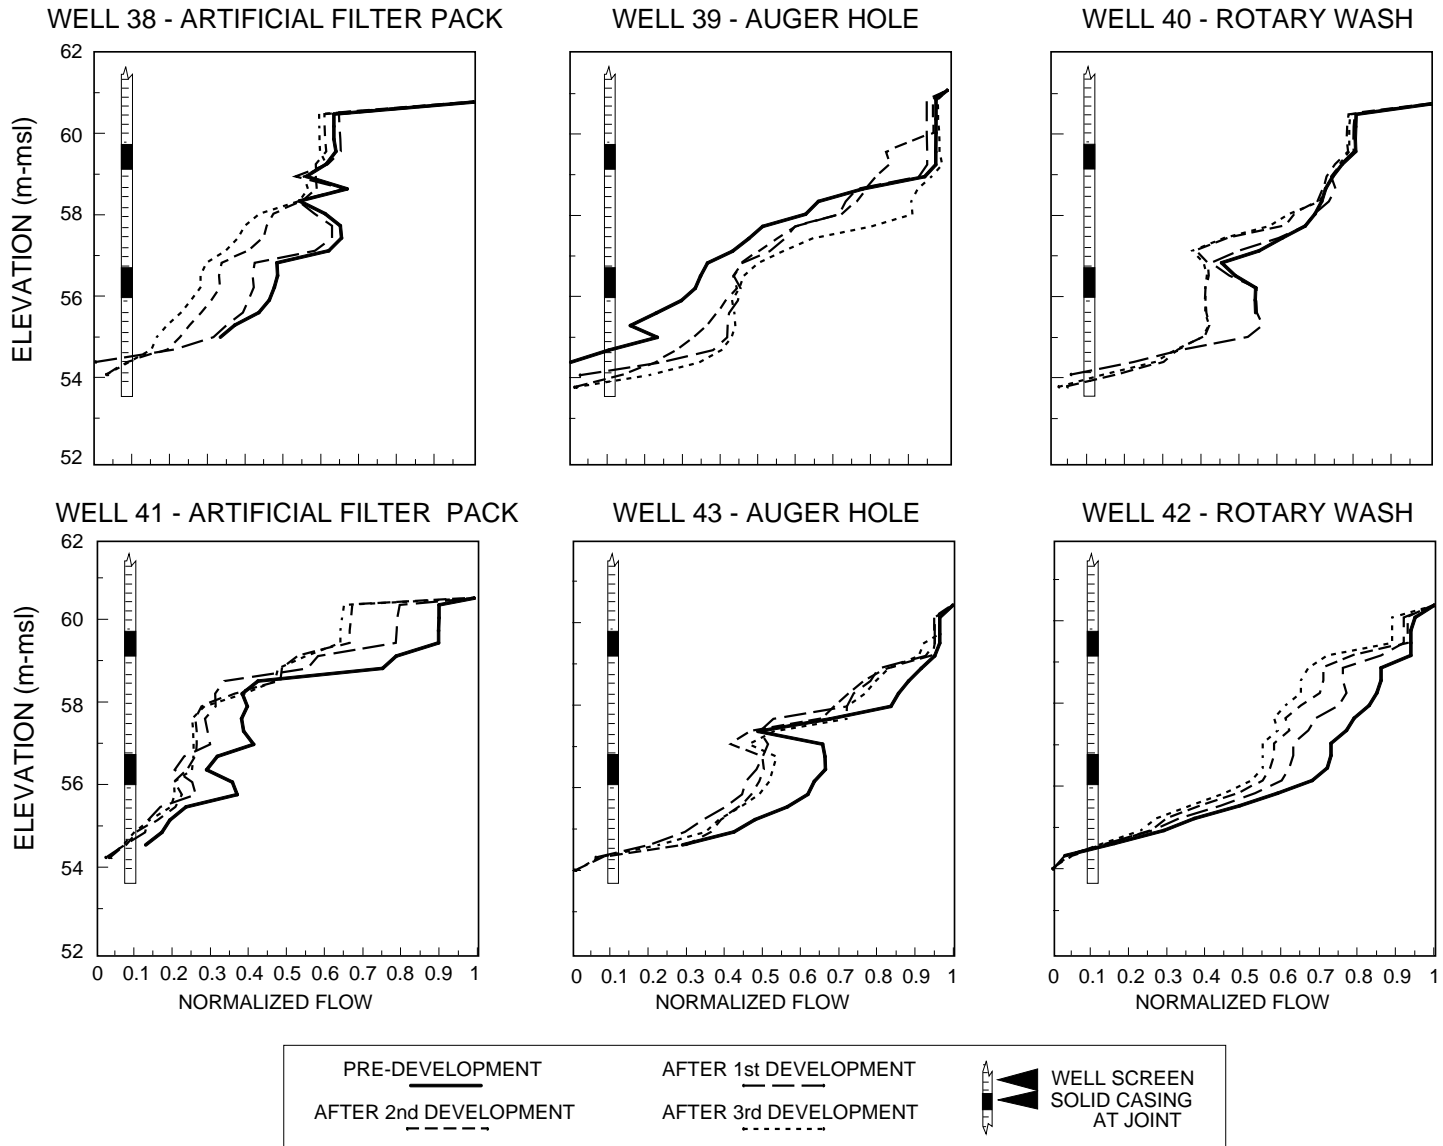 WELL 38 - ARTIFICIAL FILTER PACK
WELL 39 - AUGER HOLE
WELL 40 - ROTARY WASH
62
60
58
56
54
52
ELEVATION (m-msl)
WELL 41 - ARTIFICIAL FILTER PACK
WELL 43 - AUGER HOLE
WELL 42 - ROTARY WASH
62
60
58
56
54
52
ELEVATION (m-msl)
0 0.1 0.2 0.3 0.4 0.5 0.6 0.7 0.8 0.9 1
0 0.1 0.2 0.3 0.4 0.5 0.6 0.7 0.8 0.9 1
0 0.1 0.2 0.3 0.4 0.5 0.6 0.7 0.8 0.9 1
NORMALIZED FLOW
NORMALIZED FLOW
NORMALIZED FLOW
PRE-DEVELOPMENT
AFTER 1st DEVELOPMENT
AFTER 2nd DEVELOPMENT
AFTER 3rd DEVELOPMENT
WELL SCREEN
SOLID CASING
AT JOINT